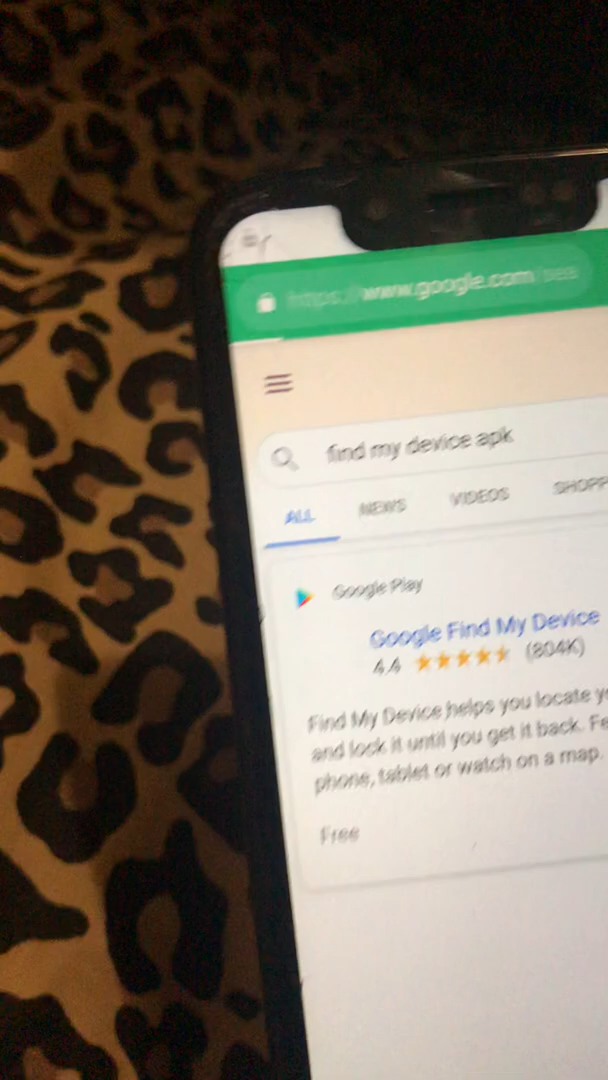 https://www.google.com/sea
find my device apk
ALL NEWS VIDEOS SHOPP
Google Play
Google Find My Device
4.4 (804K)
Find My Device helps you locate y
and lock it until you get it back. Fe
phone, tablet or watch on a map.
Free